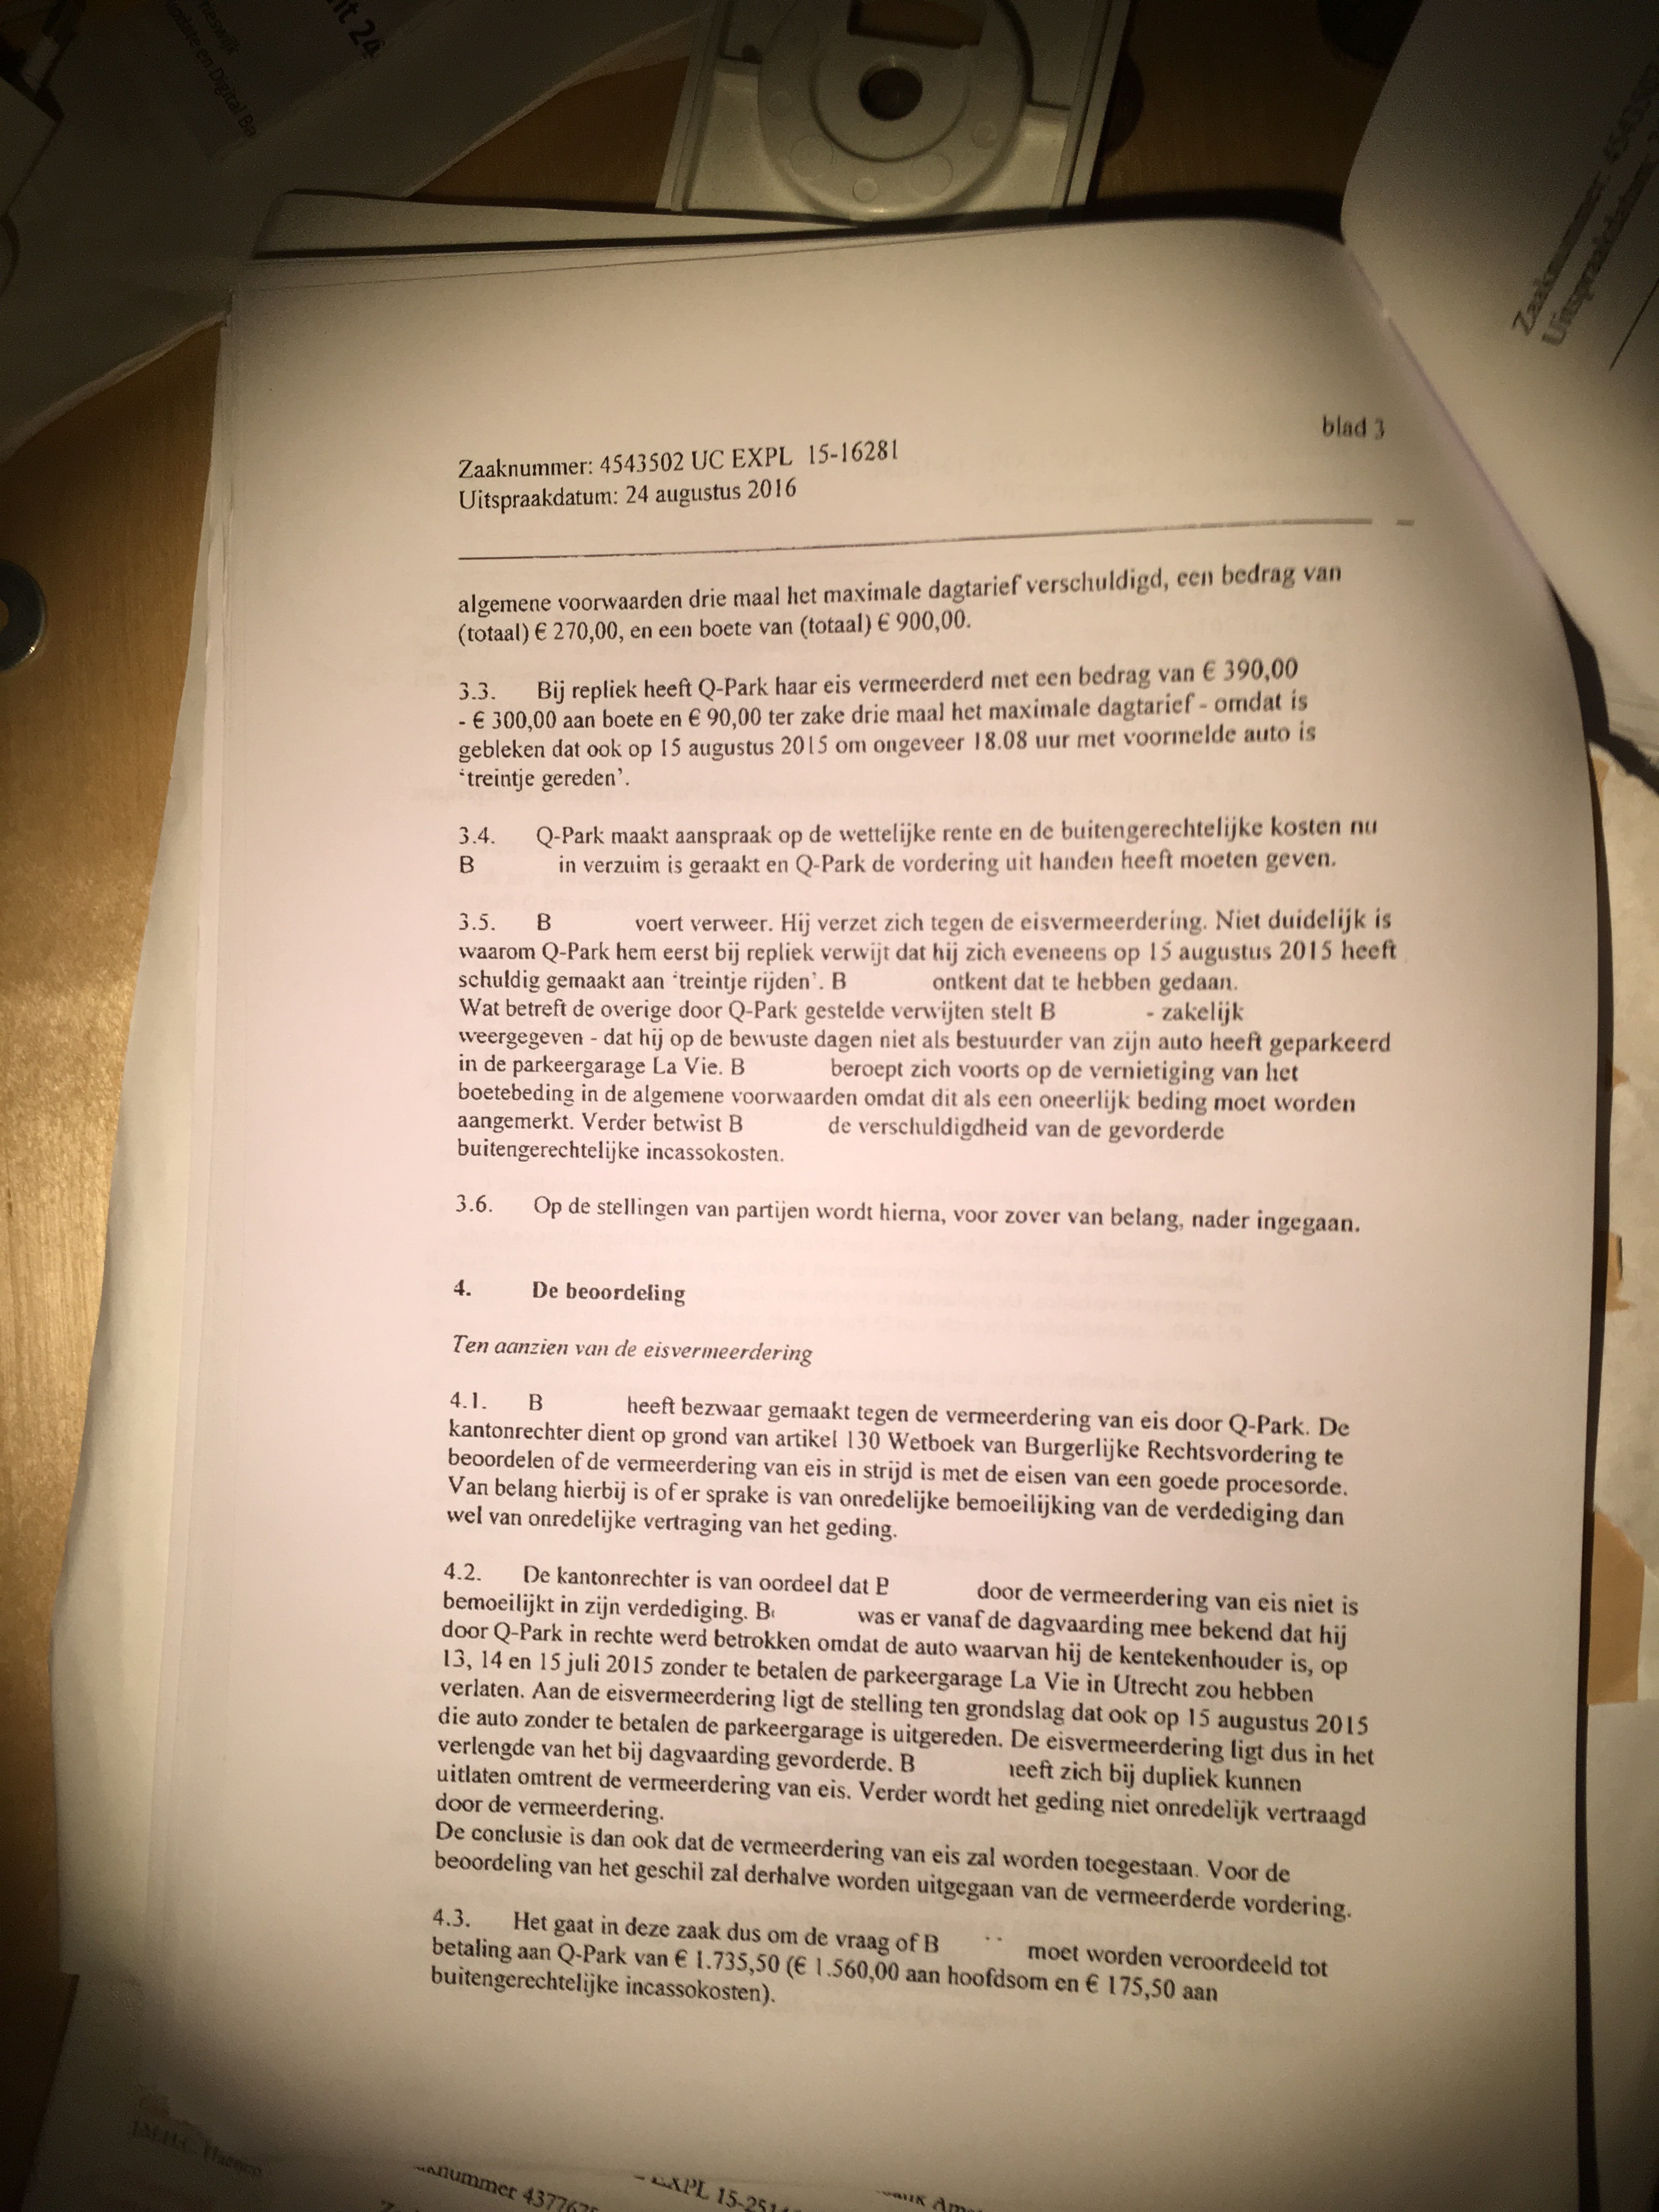 it 24
Digital Ba
blad 3
Zaaknummer: 4543502 UC EXPL 15-16281
Uitspraakdatum: 24 augustus 2016
algemene voorwaarden drie maal het maximale dagtarief verschuldigd, een bedrag van
(totaal) € 270,00, en een boete van (totaal) € 900,00.
3.3. Bij repliek heeft Q-Park haar eis vermeerderd met een bedrag van € 390,00
- € 300,00 aan boete en € 90,00 ter zake drie maal het maximale dagtarief - omdat is
gebleken dat ook op 15 augustus 2015 om ongeveer 18.08 uur met voormelde auto is
‘treintje gereden’.
3.4. Q-Park maakt aanspraak op de wettelijke rente en de buitengerechtelijke kosten nu
B in verzuim is geraakt en Q-Park de vordering uit handen heeft moeten geven.
3.5. B voert verweer. Hij verzet zich tegen de eisvermeerdering. Niet duidelijk is
waarom Q-Park hem eerst bij repliek verwijt dat hij zich eveneens op 15 augustus 2015 heeft
schuldig gemaakt aan ‘treintje rijden’. B ontkent dat te hebben gedaan.
Wat betreft de overige door Q-Park gestelde verwijten stelt B - zakelijk
weergegeven - dat hij op de bewuste dagen niet als bestuurder van zijn auto heeft geparkeerd
in de parkeergarage La Vie. B beroept zich voorts op de vernietiging van het
boetebeding in de algemene voorwaarden omdat dit als een oneerlijk beding moet worden
aangemerkt. Verder betwist B de verschuldigdheid van de gevorderde
buitengerechtelijke incassokosten.
3.6. Op de stellingen van partijen wordt hierna, voor zover van belang, nader ingegaan.
4. De beoordeling
Ten aanzien van de eisvermeerdering
4.1. B heeft bezwaar gemaakt tegen de vermeerdering van eis door Q-Park. De
kantonrechter dient op grond van artikel 130 Wetboek van Burgerlijke Rechtsvordering te
beoordelen of de vermeerdering van eis in strijd is met de eisen van een goede procesorde.
Van belang hierbij is of er sprake is van onredelijke bemoeilijking van de verdediging dan
wel van onredelijke vertraging van het geding.
4.2. De kantonrechter is van oordeel dat B door de vermeerdering van eis niet is
bemoeilijkt in zijn verdediging. B was er vanaf de dagvaarding mee bekend dat hij
door Q-Park in rechte werd betrokken omdat de auto waarvan hij de kentekenhouder is, op
13, 14 en 15 juli 2015 zonder te betalen de parkeergarage La Vie in Utrecht zou hebben
verlaten. Aan de eisvermeerdering ligt de stelling ten grondslag dat ook op 15 augustus 2015
die auto zonder te betalen de parkeergarage is uitgereden. De eisvermeerdering ligt dus in het
verlengde van het bij dagvaarding gevorderde. B heeft zich bij dupliek kunnen
uitlaten omtrent de vermeerdering van eis. Verder wordt het geding niet onredelijk vertraagd
door de vermeerdering.
De conclusie is dan ook dat de vermeerdering van eis zal worden toegestaan. Voor de
beoordeling van het geschil zal derhalve worden uitgegaan van de vermeerderde vordering.
4.3. Het gaat in deze zaak dus om de vraag of B moet worden veroordeeld tot
betaling aan Q-Park van € 1.735,50 (€ 1.560,00 aan hoofdsom en € 175,50 aan
buitengerechtelijke incassokosten).
Zaaknummer
Uitspraakdatum